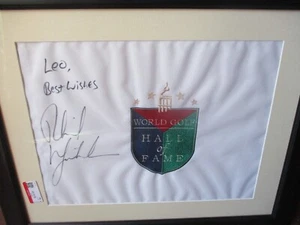 Leo,
Best Wishes
WORLD GOLF
HALL
of
FAME